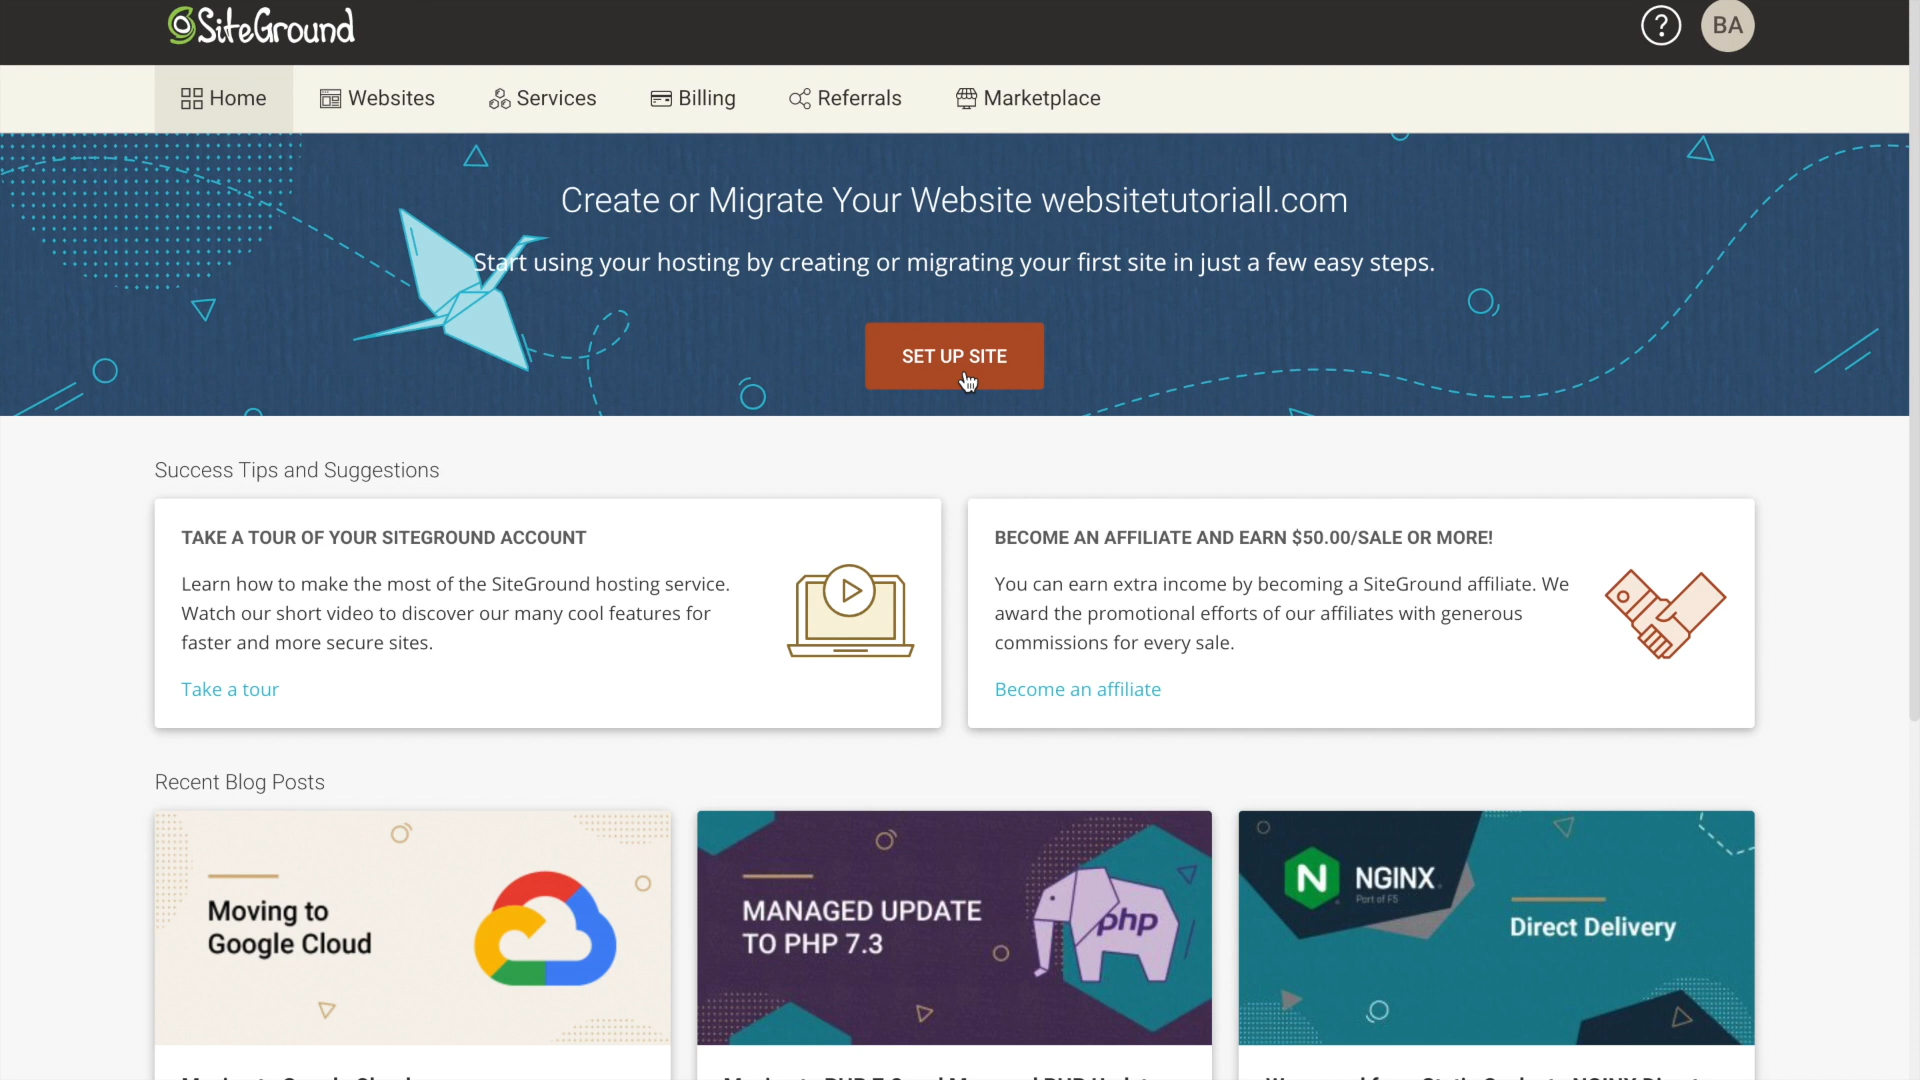 SiteGround
? BA
Home Websites Services Billing Referrals Marketplace
Create or Migrate Your Website websitetutoriall.com
Start using your hosting by creating or migrating your first site in just a few easy steps.
SET UP SITE
Success Tips and Suggestions
TAKE A TOUR OF YOUR SITEGROUND ACCOUNT
Learn how to make the most of the SiteGround hosting service.
Watch our short video to discover our many cool features for
faster and more secure sites.
Take a tour
BECOME AN AFFILIATE AND EARN $50.00/SALE OR MORE!
You can earn extra income by becoming a SiteGround affiliate. We
award the promotional efforts of our affiliates with generous
commissions for every sale.
Become an affiliate
Recent Blog Posts
Moving to
Google Cloud
MANAGED UPDATE
TO PHP 7.3
php
N NGINX
Part of F5
Direct Delivery